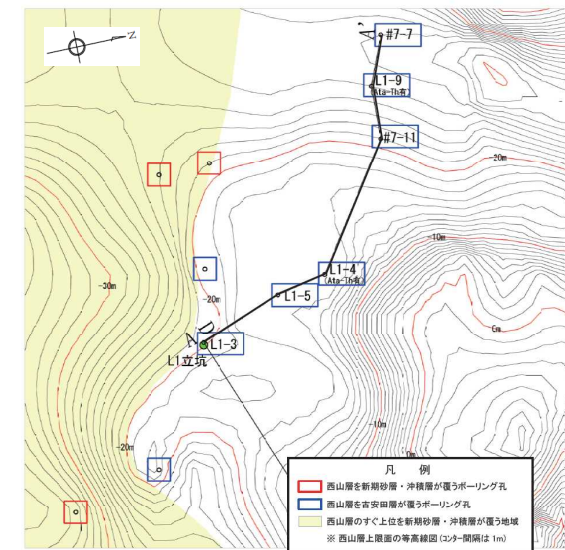 N
A'
#7-7
L1-9
(Ata-Th有)
#7-11
-20m
-10m
-30m
L1-4
(Ata-Th有)
0m
-20m
L1-5
A
D
L1-3
L1立坑
-20m
-10m
0m
凡 例
西山層を新期砂層・沖積層が覆うボーリング孔
西山層を古安田層が覆うボーリング孔
西山層のすぐ上位を新期砂層・沖積層が覆う地域
※ 西山層上限面の等高線図(コンター間隔は1m)